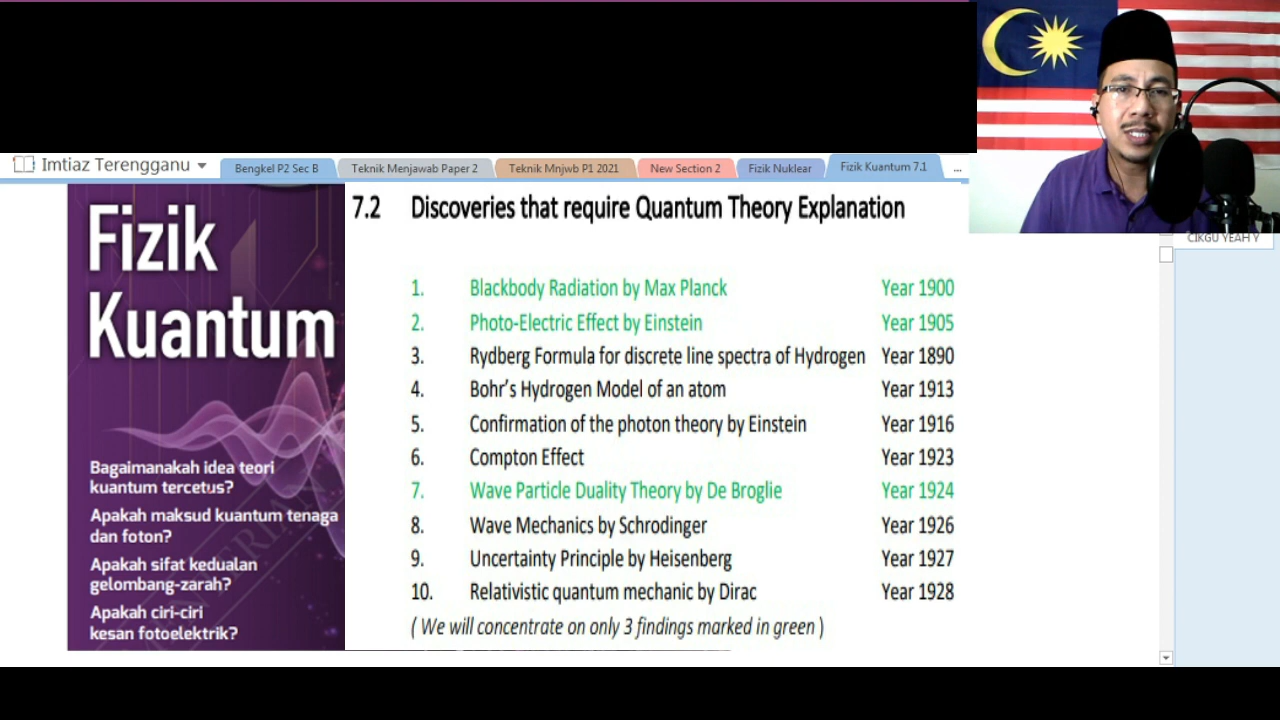 Imtiaz Terengganu
Bengkel P2 Sec B
Teknik Menjawab Paper 2
Teknik Mnjwb P1 2021
New Section 2
Fizik Nuklear
Fizik Kuantum 7.1
...
CIKGU YEAH Y
Fizik
Kuantum
Bagaimanakah idea teori
kuantum tercetus?
Apakah maksud kuantum tenaga
dan foton?
Apakah sifat kedualan
gelombang-zarah?
Apakah ciri-ciri
kesan fotoelektrik?
7.2 Discoveries that require Quantum Theory Explanation
1. Blackbody Radiation by Max Planck Year 1900
2. Photo-Electric Effect by Einstein Year 1905
3. Rydberg Formula for discrete line spectra of Hydrogen Year 1890
4. Bohr's Hydrogen Model of an atom Year 1913
5. Confirmation of the photon theory by Einstein Year 1916
6. Compton Effect Year 1923
7. Wave Particle Duality Theory by De Broglie Year 1924
8. Wave Mechanics by Schrodinger Year 1926
9. Uncertainty Principle by Heisenberg Year 1927
10. Relativistic quantum mechanic by Dirac Year 1928
( We will concentrate on only 3 findings marked in green )